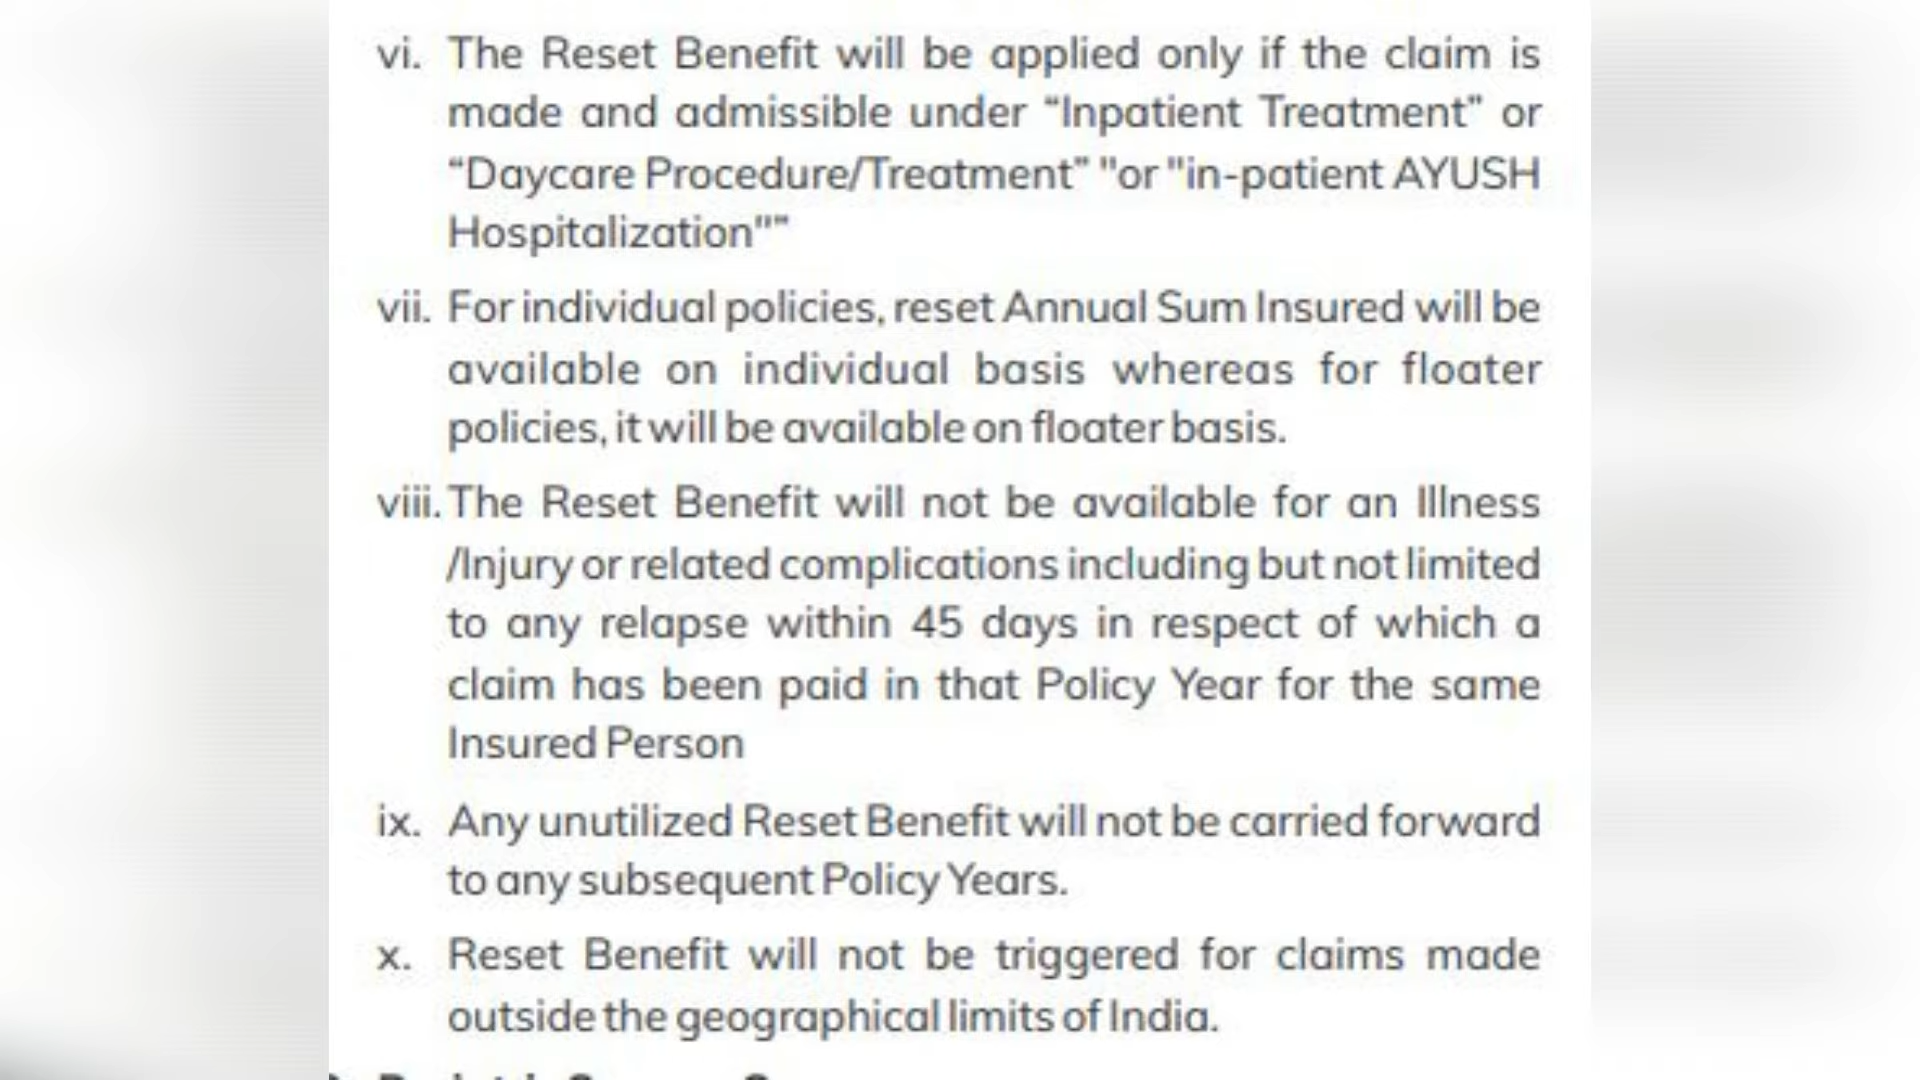 vi. The Reset Benefit will be applied only if the claim is
made and admissible under “Inpatient Treatment” or
“Daycare Procedure/Treatment” "or "in-patient AYUSH
Hospitalization"”
vii. For individual policies, reset Annual Sum Insured will be
available on individual basis whereas for floater
policies, it will be available on floater basis.
viii. The Reset Benefit will not be available for an Illness
/Injury or related complications including but not limited
to any relapse within 45 days in respect of which a
claim has been paid in that Policy Year for the same
Insured Person
ix. Any unutilized Reset Benefit will not be carried forward
to any subsequent Policy Years.
x. Reset Benefit will not be triggered for claims made
outside the geographical limits of India.